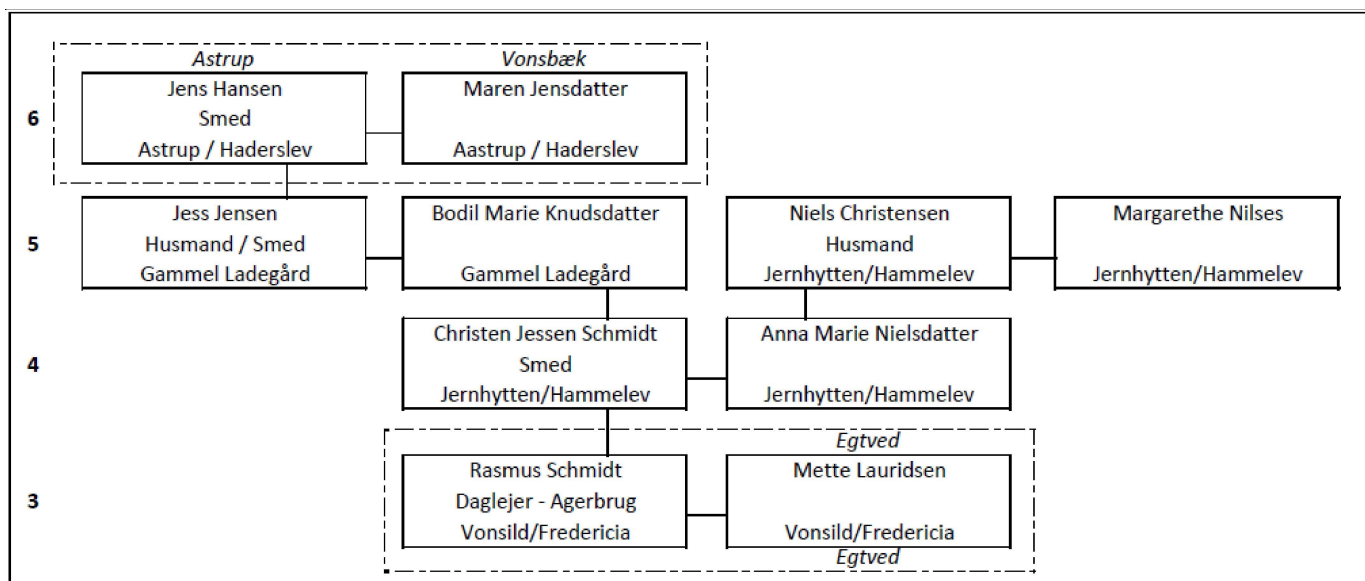 Astrup Vonsbæk
6
Jens Hansen
Smed
Astrup / Haderslev
Maren Jensdatter
Aastrup / Haderslev
5
Jess Jensen
Husmand / Smed
Gammel Ladegård
Bodil Marie Knudsdatter
Gammel Ladegård
Niels Christensen
Husmand
Jernhytten/Hammelev
Margarethe Nilses
Jernhytten/Hammelev
4
Christen Jessen Schmidt
Smed
Jernhytten/Hammelev
Anna Marie Nielsdatter
Jernhytten/Hammelev
Egtved
3
Rasmus Schmidt
Daglejer - Agerbrug
Vonsild/Fredericia
Mette Lauridsen
Vonsild/Fredericia
Egtved